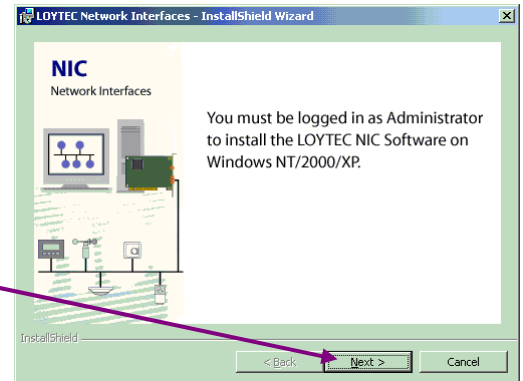 LOYTEC Network Interfaces - InstallShield Wizard
NIC
Network Interfaces
You must be logged in as Administrator
to install the LOYTEC NIC Software on
Windows NT/2000/XP.
InstallShield
< Back Next > Cancel